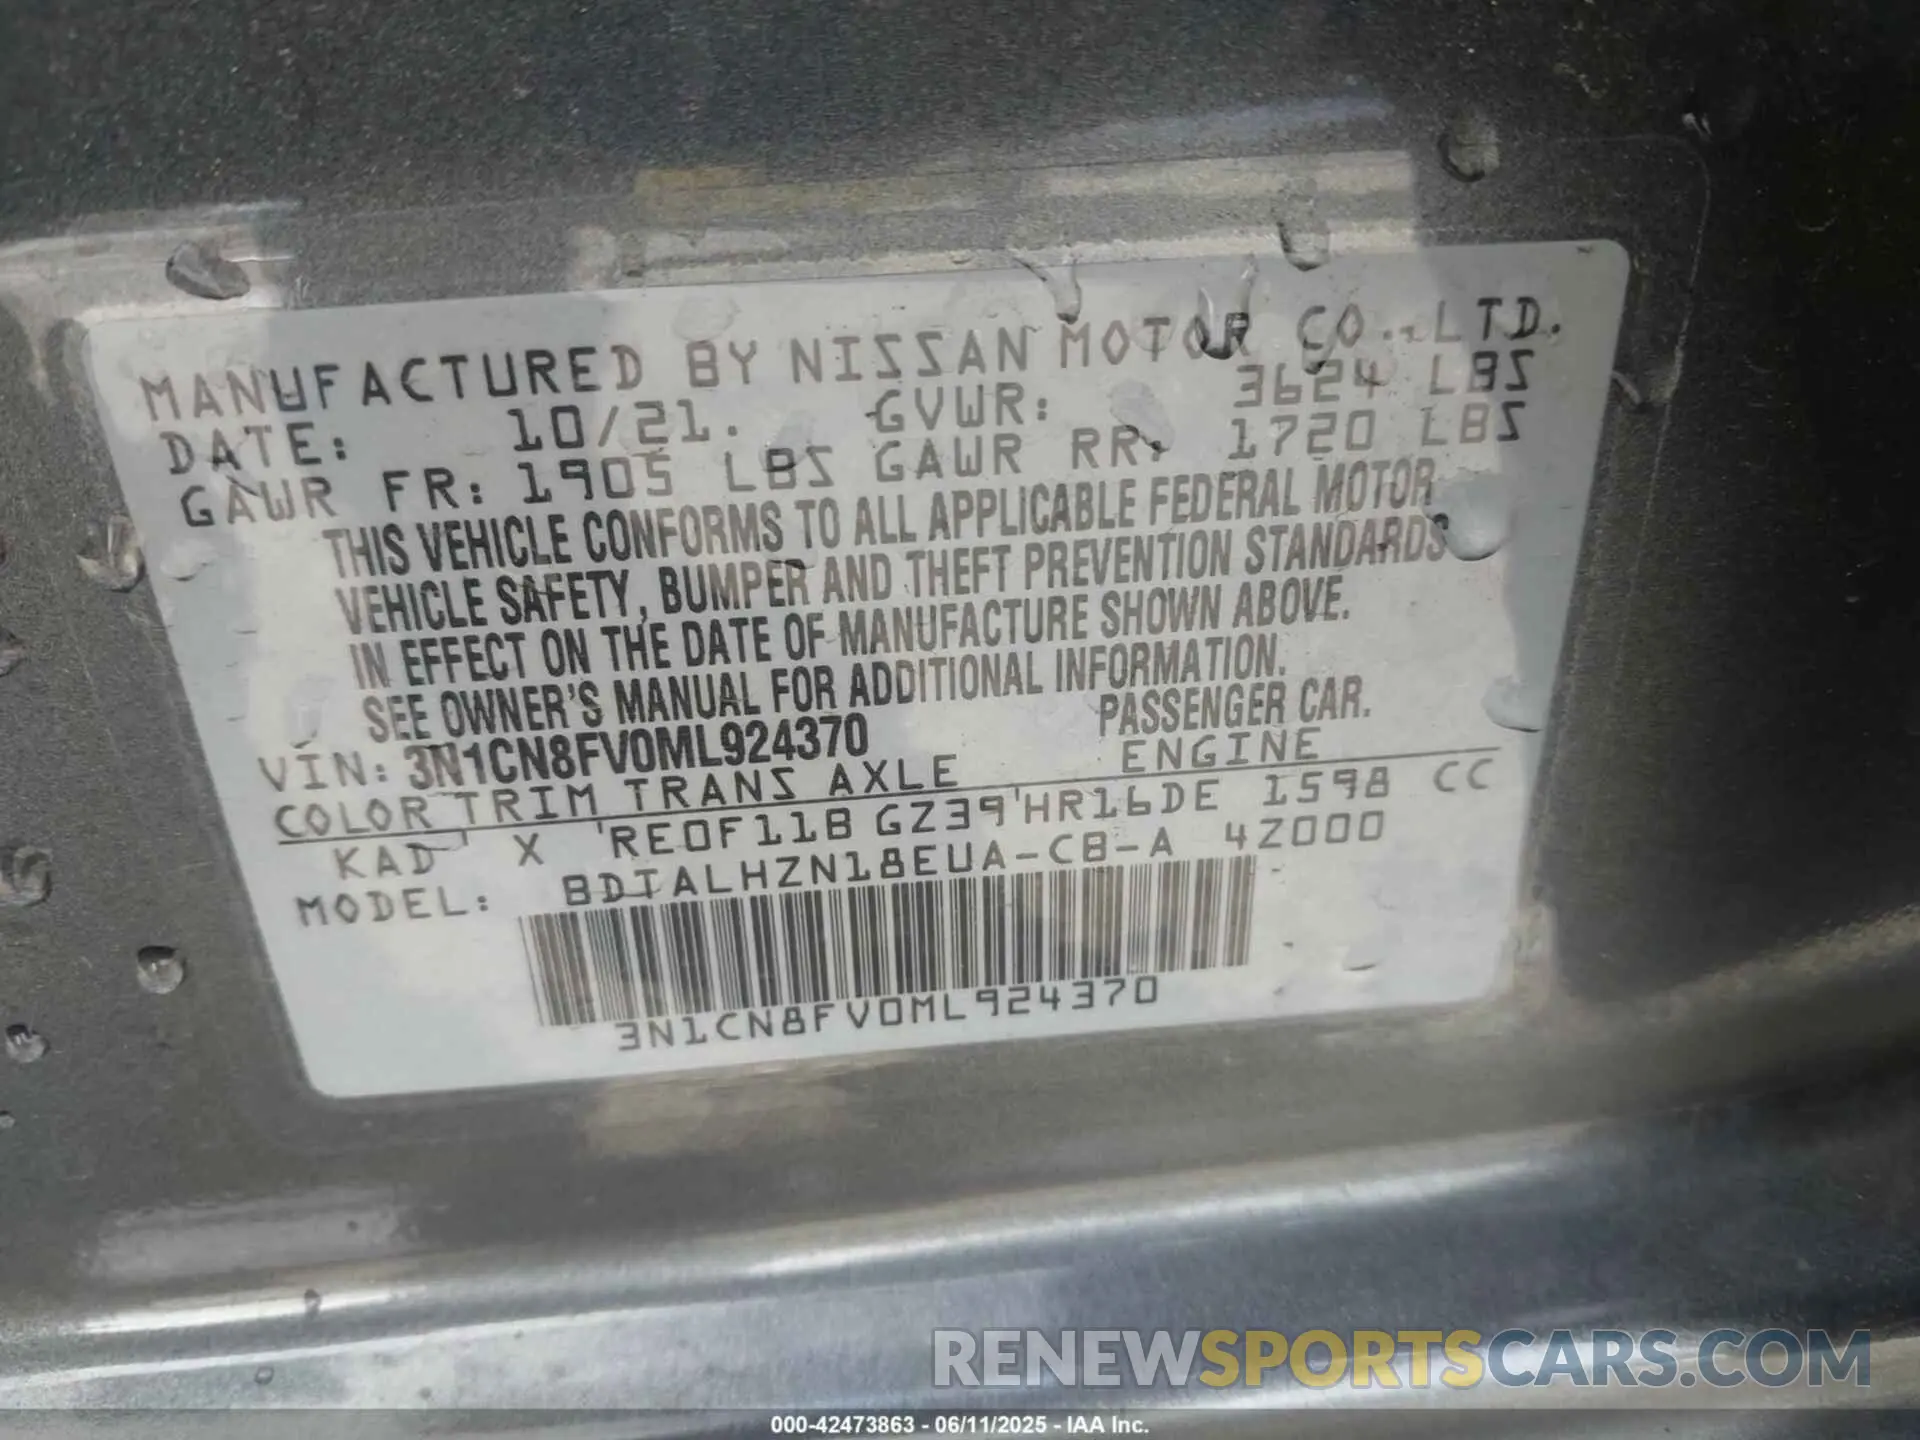 MANUFACTURED BY NISSAN MOTOR CO., LTD.
DATE: 10/21. GVWR: 3624 LBS
GAWR FR: 1905 LBS GAWR RR: 1720 LBS
THIS VEHICLE CONFORMS TO ALL APPLICABLE FEDERAL MOTOR
VEHICLE SAFETY, BUMPER AND THEFT PREVENTION STANDARDS
IN EFFECT ON THE DATE OF MANUFACTURE SHOWN ABOVE.
SEE OWNER'S MANUAL FOR ADDITIONAL INFORMATION.
VIN: 3N1CN8FV0ML924370 PASSENGER CAR.
COLOR TRIM TRANS AXLE ENGINE
KAD X RE0F11B GZ39 HR16DE 1598 CC
MODEL: BDTALHZN18EUA-CB-A 4Z000
3N1CN8FV0ML924370
RENEWSPORTSCARS.COM
000-42473863 - 06/11/2025 - IAA Inc.